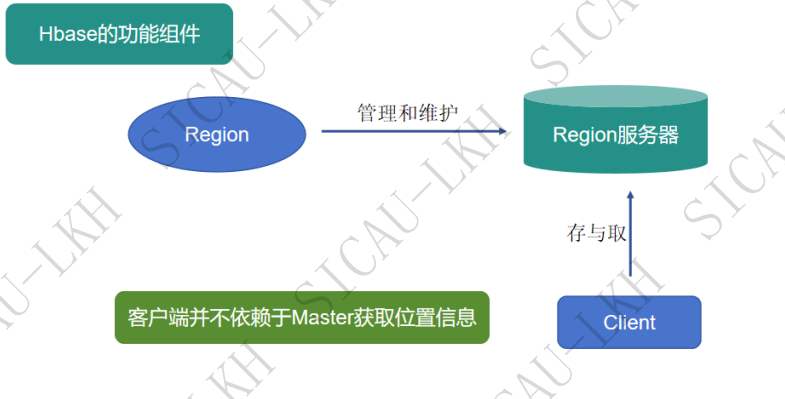 Hbase的功能组件
管理和维护
Region
Region服务器
存与取
客户端并不依赖于Master获取位置信息
Client
SICAU-LKH
SICAU-LKH
SICAU-LKH
SICAU-LKH
SICAU-LKH
SICAU-LKH
SICAU-LKH